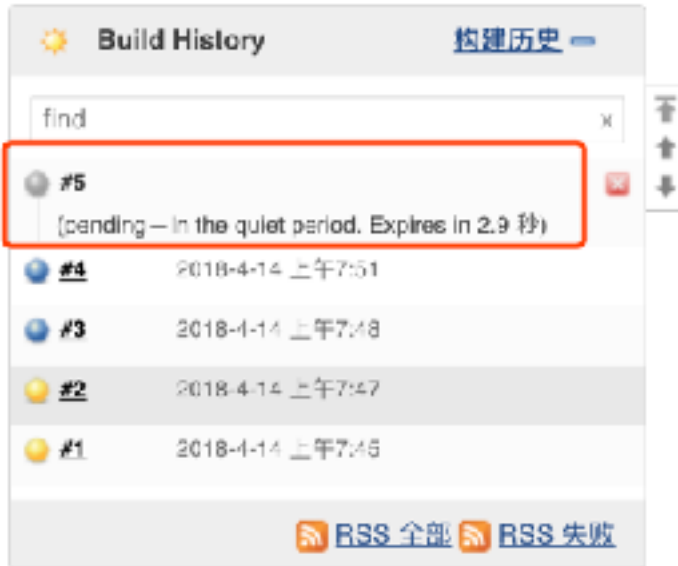 Build History 构建历史
find x
#5
(pending—In the quiet period. Expires in 2.9 秒)
#4 2018-4-14 上午7:51
#3 2018-4-14 上午7:48
#2 2018-4-14 上午7:47
#1 2018-4-14 上午7:45
RSS 全部 RSS 失败